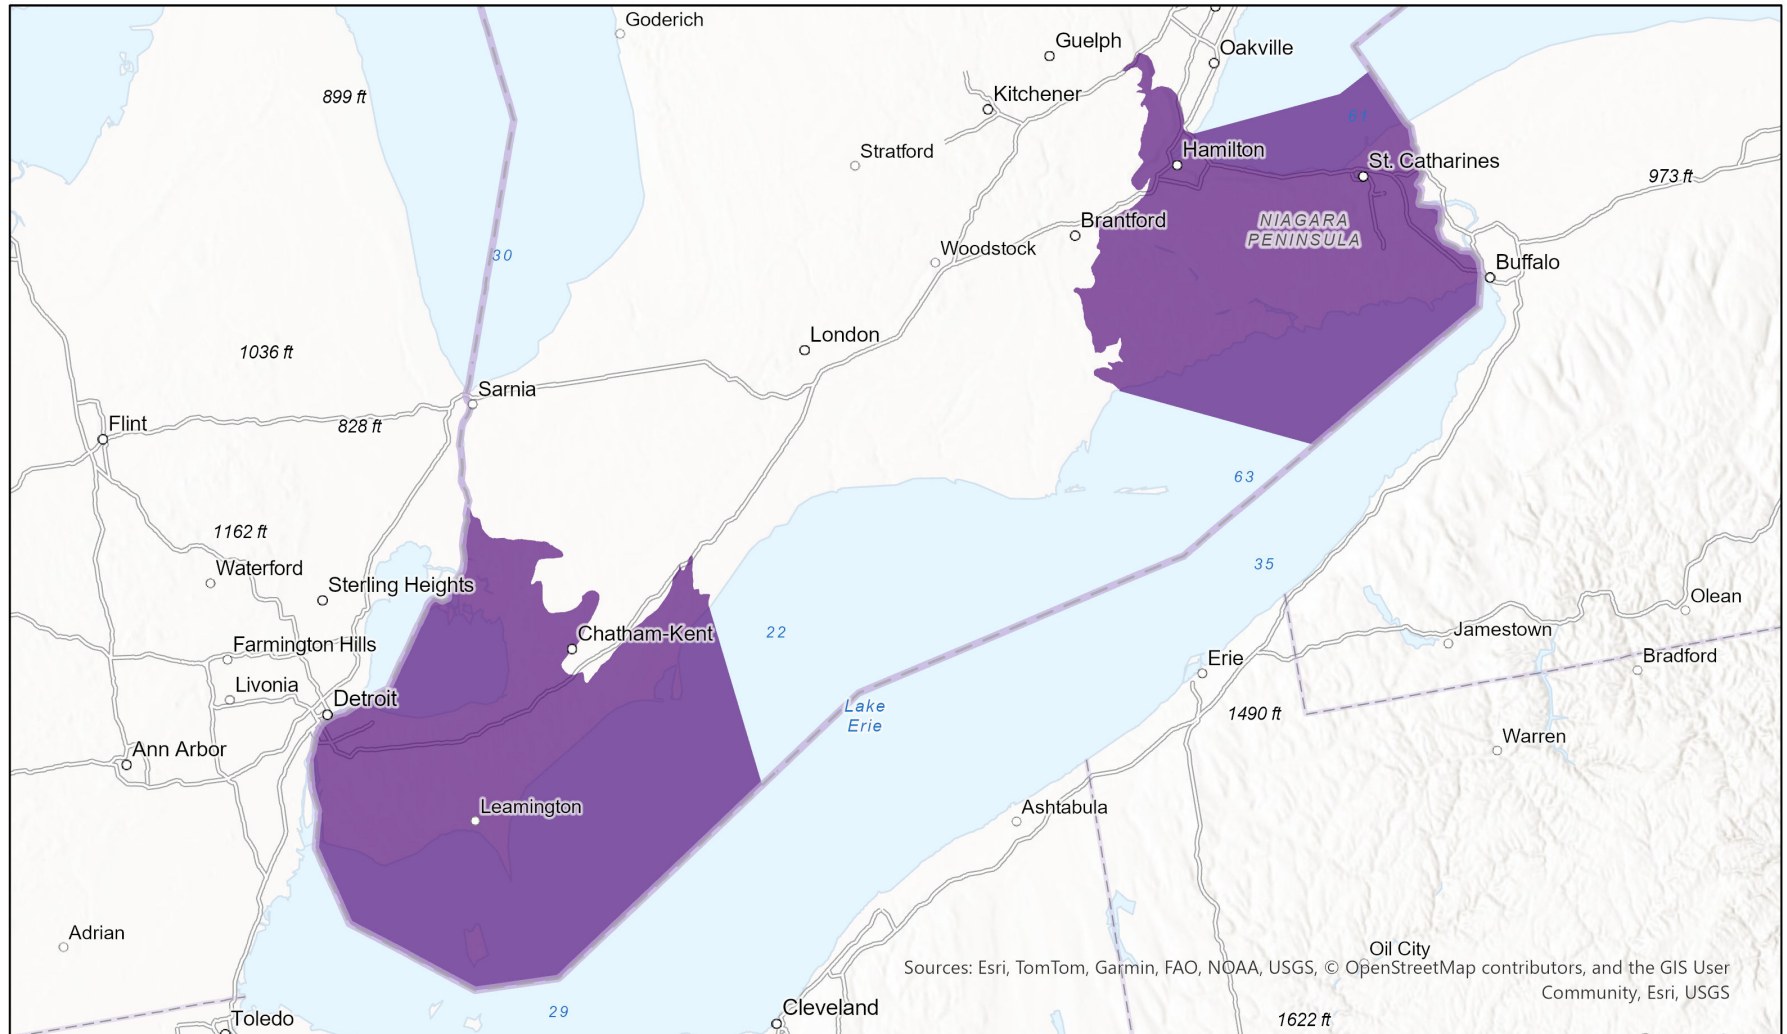 Goderich
Guelph
Oakville
899 ft
Kitchener
81
Stratford
Hamilton
St. Catharines
973 ft
Brantford
NIAGARA
PENINSULA
Woodstock
30
Buffalo
London
1036 ft
Sarnia
Flint
828 ft
63
1162 ft
Waterford
35
Sterling Heights
Olean
Chatham-Kent
22
Jamestown
Farmington Hills
Bradford
Erie
Livonia
Detroit
Lake
Erie
1490 ft
Warren
Ann Arbor
Leamington
Ashtabula
Adrian
Oil City
Sources: Esri, TomTom, Garmin, FAO, NOAA, USGS, © OpenStreetMap contributors, and the GIS User
Community, Esri, USGS
29
Cleveland
Toledo
1622 ft